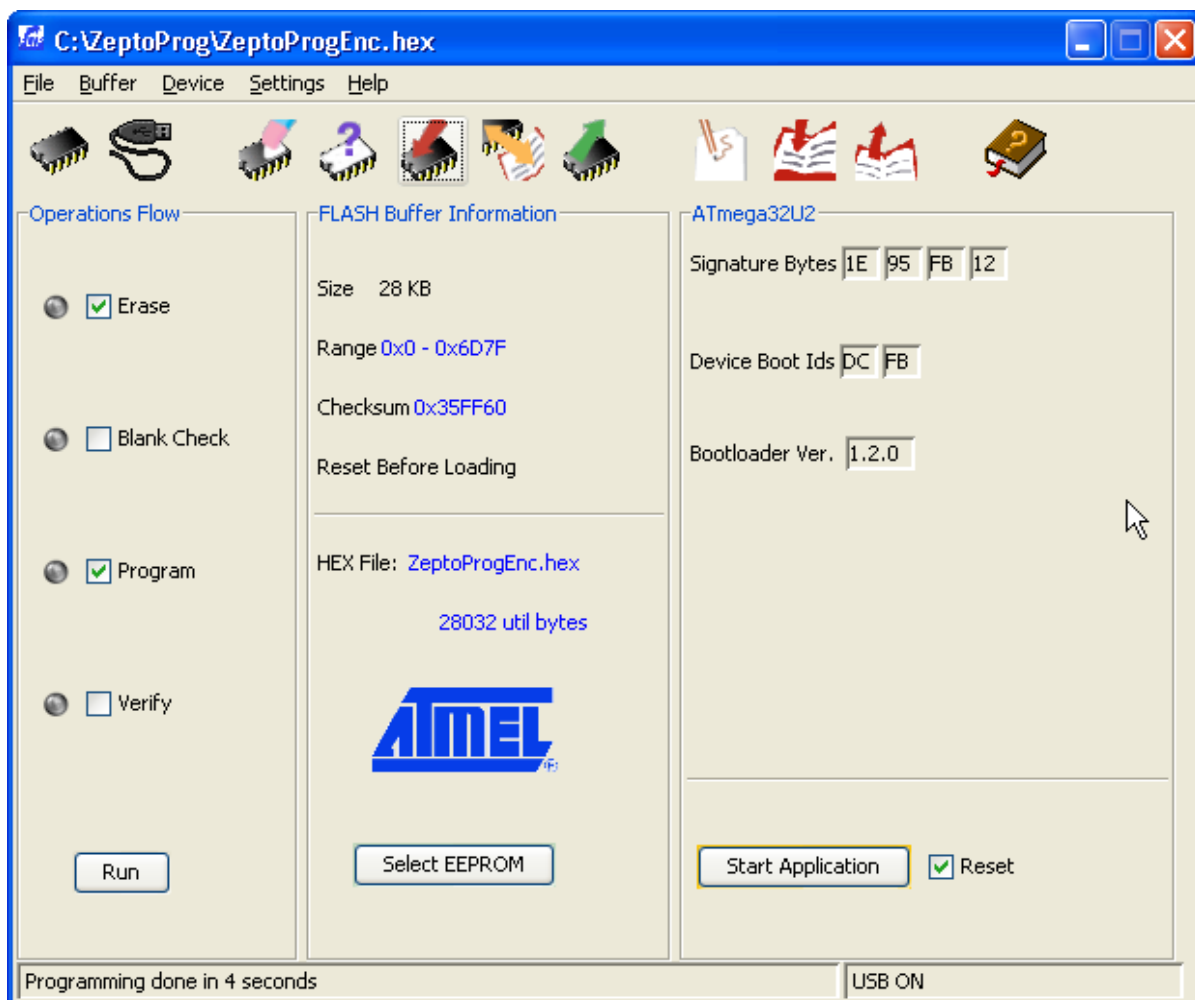 C:\ZeptoProg\ZeptoProgEnc.hex
File Buffer Device Settings Help
Operations Flow
Erase
Blank Check
Program
Verify
Run
FLASH Buffer Information
Size 28 KB
Range 0x0 - 0x6D7F
Checksum 0x35FF60
Reset Before Loading
HEX File: ZeptoProgEnc.hex
28032 util bytes
ATMEL®
Select EEPROM
ATmega32U2
Signature Bytes 1E 95 FB 12
Device Boot Ids DC FB
Bootloader Ver. 1.2.0
Start Application Reset
Programming done in 4 seconds
USB ON